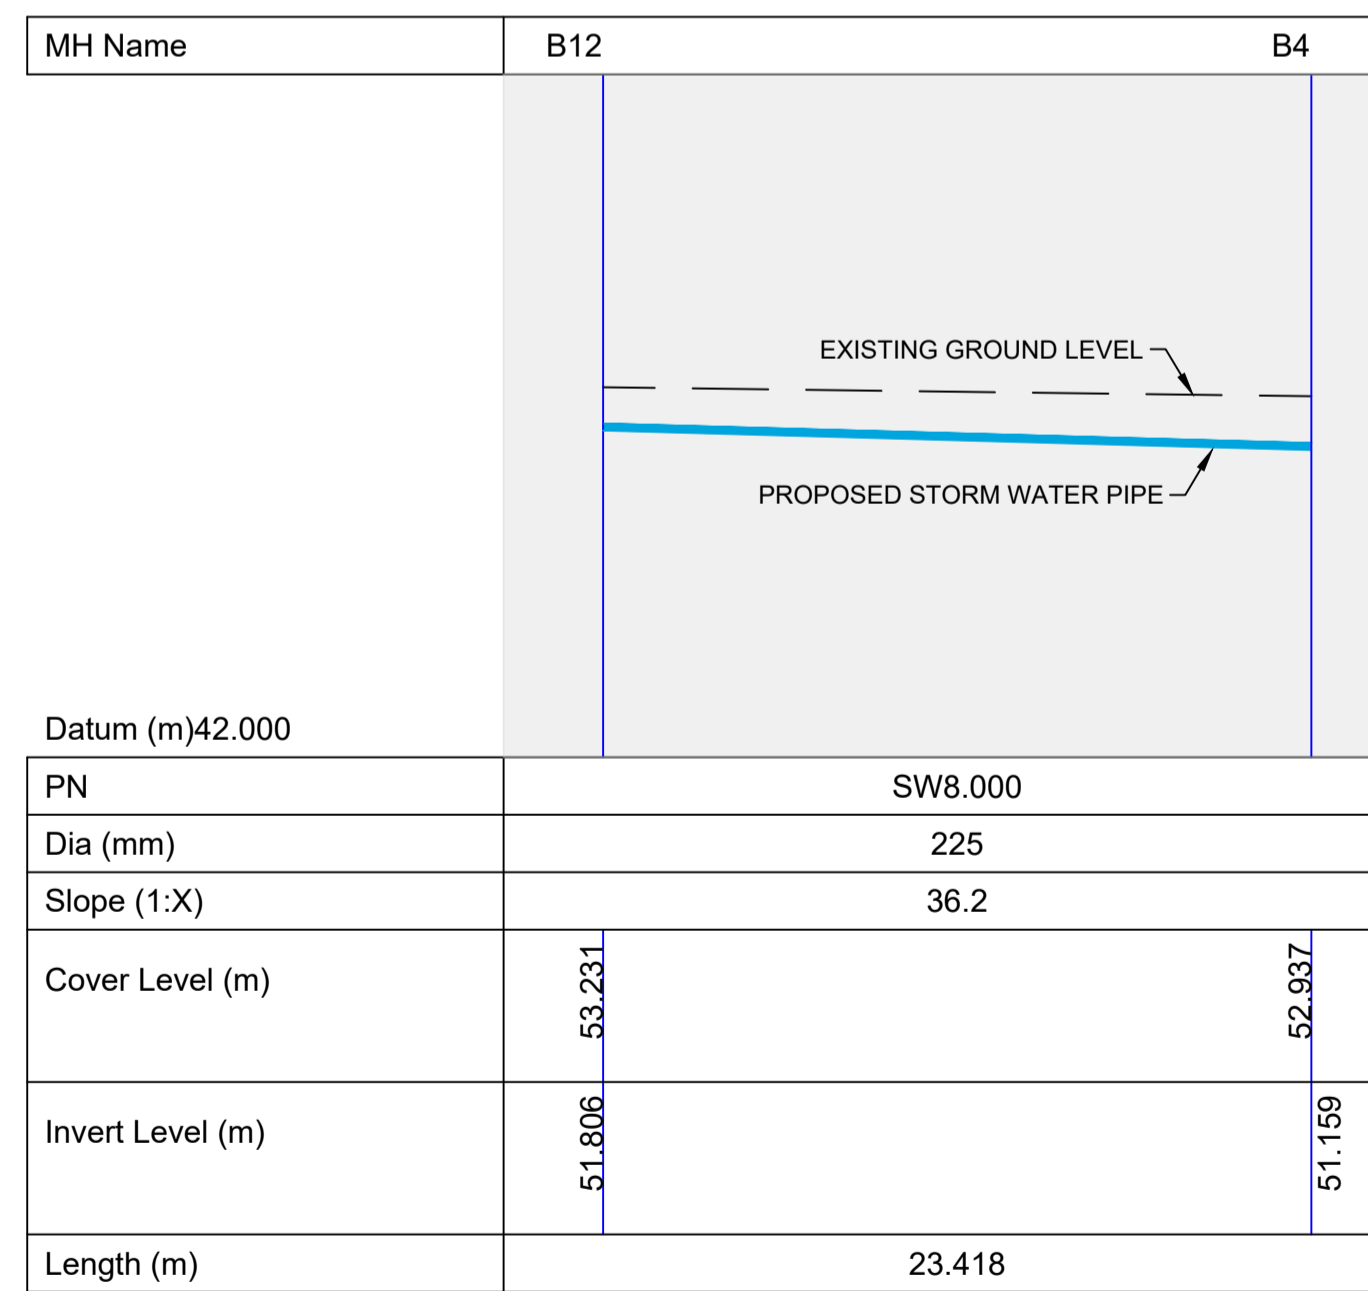 MH Name B12 B4
EXISTING GROUND LEVEL
PROPOSED STORM WATER PIPE
Datum (m)42.000
PN SW8.000
Dia (mm) 225
Slope (1:X) 36.2
Cover Level (m) 53.231 52.937
Invert Level (m) 51.806 51.159
Length (m) 23.418